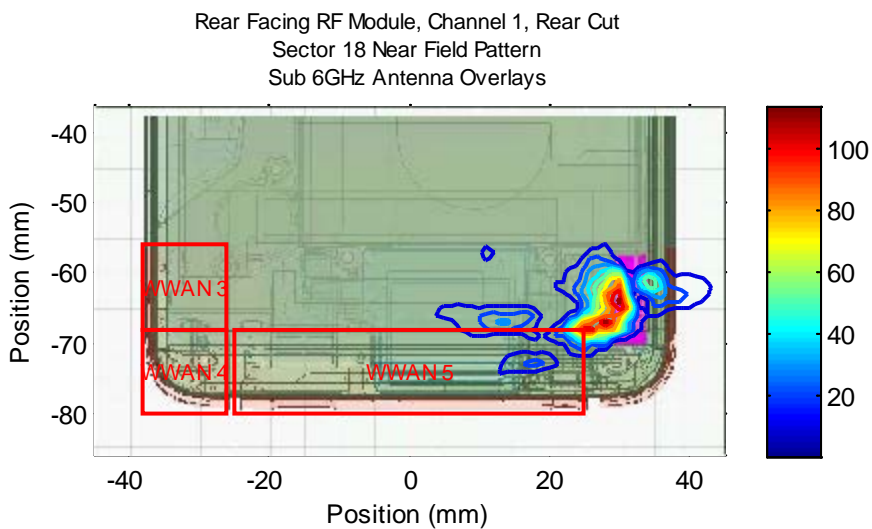 Rear Facing RF Module, Channel 1, Rear Cut
Sector 18 Near Field Pattern
Sub 6GHz Antenna Overlays
-40
-50
-60
-70
-80
Position (mm)
WWAN 3
WWAN 4
WWAN 5
-40
-20
0
20
40
Position (mm)
100
80
60
40
20